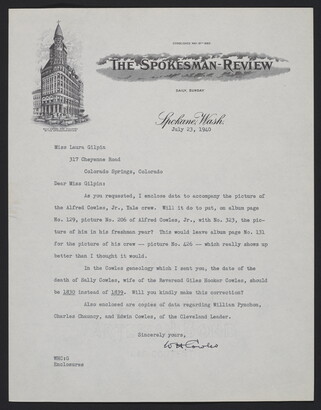 THE SPOKESMAN-REVIEW
DAILY, SUNDAY
Spokane, Wash.
July 23, 1940
Miss Laura Gilpin
317 Cheyenne Road
Colorado Springs, Colorado
Dear Miss Gilpin:
As you requested, I enclose data to accompany the picture of
the Alfred Cowles, Jr., Yale crew. Will it do to put, on album page
No. 129, picture No. 206 of Alfred Cowles, Jr., with No. 323, the pic-
ture of him in his freshman year? This would leave album page No. 131
for the picture of his crew -- picture No. 426 -- which really shows up
better than I thought it would.
In the Cowles genealogy which I sent you, the date of the
death of Sally Cowles, wife of the Reverend Giles Hooker Cowles, should
be 1830 instead of 1839. Will you kindly make this correction?
Also enclosed are copies of data regarding William Pynchon,
Charles Chauncy, and Edwin Cowles, of the Cleveland Leader.
Sincerely yours,
W H Cowles
WHC:G
Enclosures